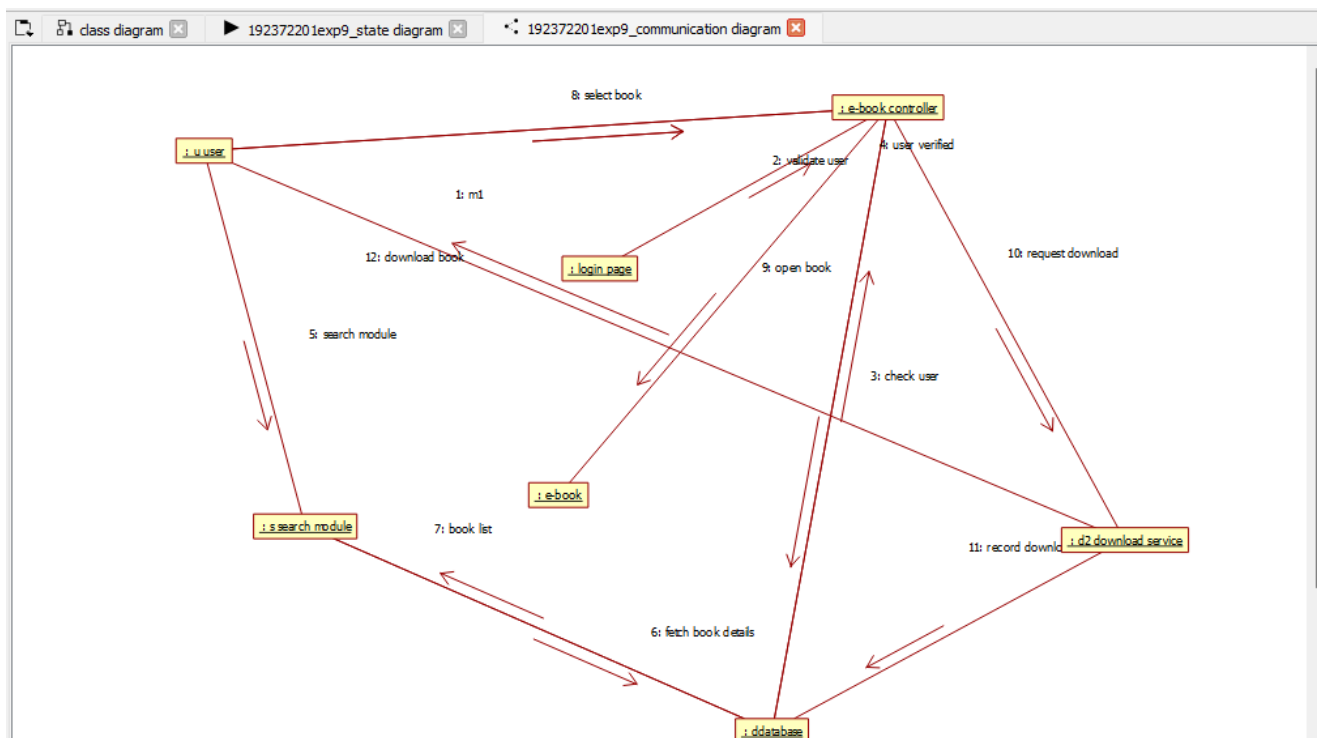 class diagram
192372201exp9_state diagram
192372201exp9_communication diagram
8: select book
: e-book controller
: u user
4: user verified
2: validate user
1: m1
12: download book
: login page
9: open book
10: request download
5: search module
3: check user
: e-book
: s search module
7: book list
: d2 download service
11: record downlo
6: fetch book details
: ddatabase